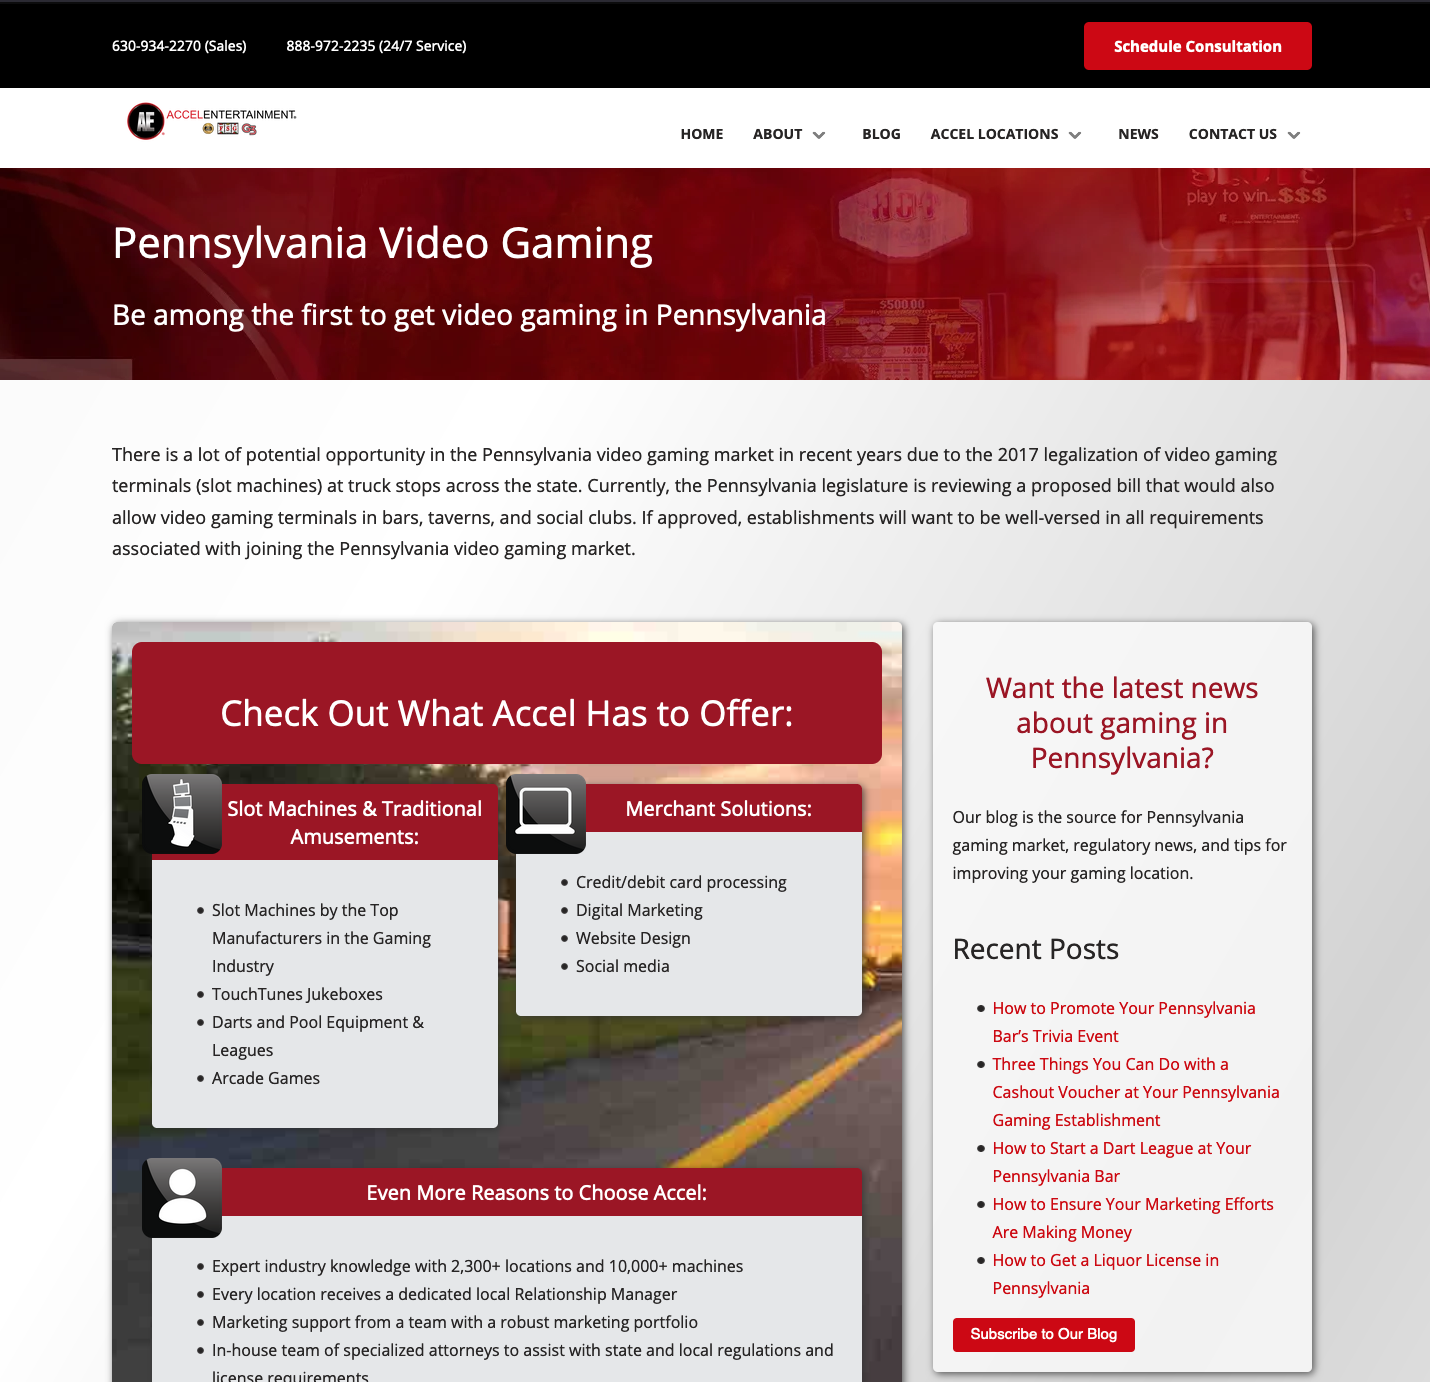 630-934-2270 (Sales)
888-972-2235 (24/7 Service)
Schedule Consultation
AE
ACCELENTERTAINMENT.
HOME
ABOUT
BLOG
ACCEL LOCATIONS
NEWS
CONTACT US
play to win...$$$
ENTERTAINMENT.
HOT
$500.00
Pennsylvania Video Gaming
Be among the first to get video gaming in Pennsylvania
There is a lot of potential opportunity in the Pennsylvania video gaming market in recent years due to the 2017 legalization of video gaming
terminals (slot machines) at truck stops across the state. Currently, the Pennsylvania legislature is reviewing a proposed bill that would also
allow video gaming terminals in bars, taverns, and social clubs. If approved, establishments will want to be well-versed in all requirements
associated with joining the Pennsylvania video gaming market.
Check Out What Accel Has to Offer:
Slot Machines & Traditional
Amusements:
• Slot Machines by the Top
Manufacturers in the Gaming
Industry
• TouchTunes Jukeboxes
• Darts and Pool Equipment &
Leagues
• Arcade Games
Merchant Solutions:
• Credit/debit card processing
• Digital Marketing
• Website Design
• Social media
Even More Reasons to Choose Accel:
• Expert industry knowledge with 2,300+ locations and 10,000+ machines
• Every location receives a dedicated local Relationship Manager
• Marketing support from a team with a robust marketing portfolio
• In-house team of specialized attorneys to assist with state and local regulations and
license requirements
Want the latest news
about gaming in
Pennsylvania?
Our blog is the source for Pennsylvania
gaming market, regulatory news, and tips for
improving your gaming location.
Recent Posts
• How to Promote Your Pennsylvania
Bar's Trivia Event
• Three Things You Can Do with a
Cashout Voucher at Your Pennsylvania
Gaming Establishment
• How to Start a Dart League at Your
Pennsylvania Bar
• How to Ensure Your Marketing Efforts
Are Making Money
• How to Get a Liquor License in
Pennsylvania
Subscribe to Our Blog